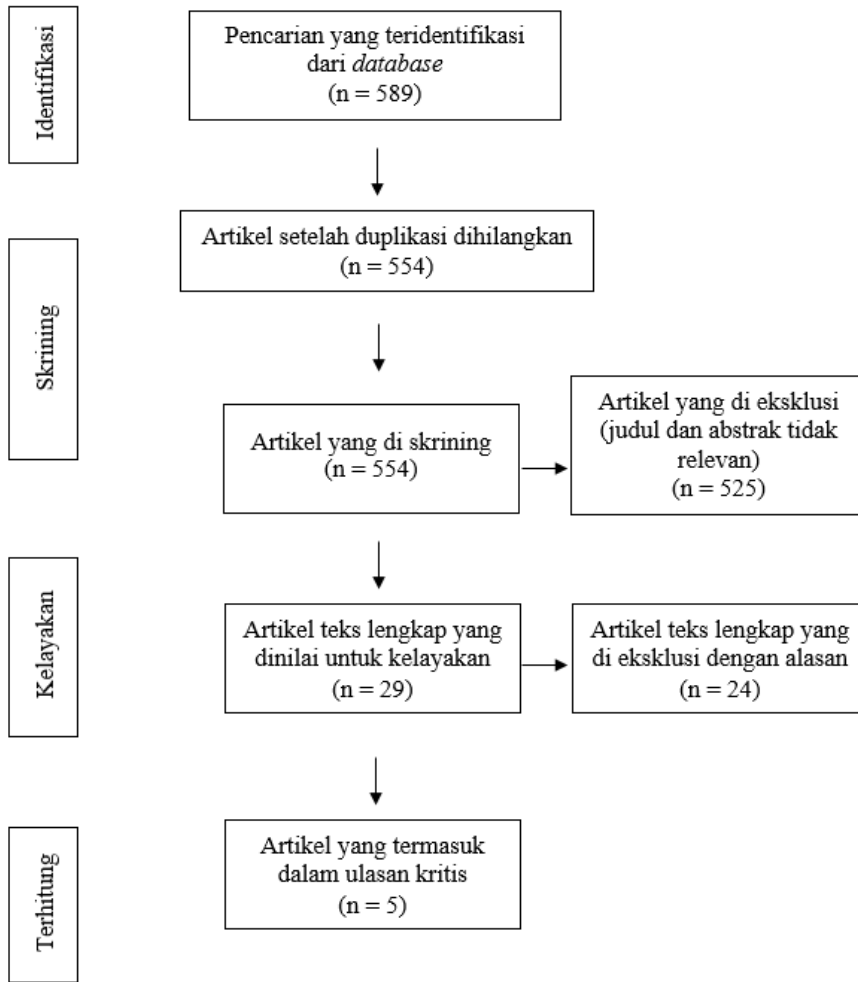 Identifikasi
Pencarian yang teridentifikasi
dari database
(n = 589)
Skrining
Artikel setelah duplikasi dihilangkan
(n = 554)
Artikel yang di skrining
(n = 554)
Artikel yang di eksklusi
(judul dan abstrak tidak
relevan)
(n = 525)
Kelayakan
Artikel teks lengkap yang
dinilai untuk kelayakan
(n = 29)
Artikel teks lengkap yang
di eksklusi dengan alasan
(n = 24)
Terhitung
Artikel yang termasuk
dalam ulasan kritis
(n = 5)